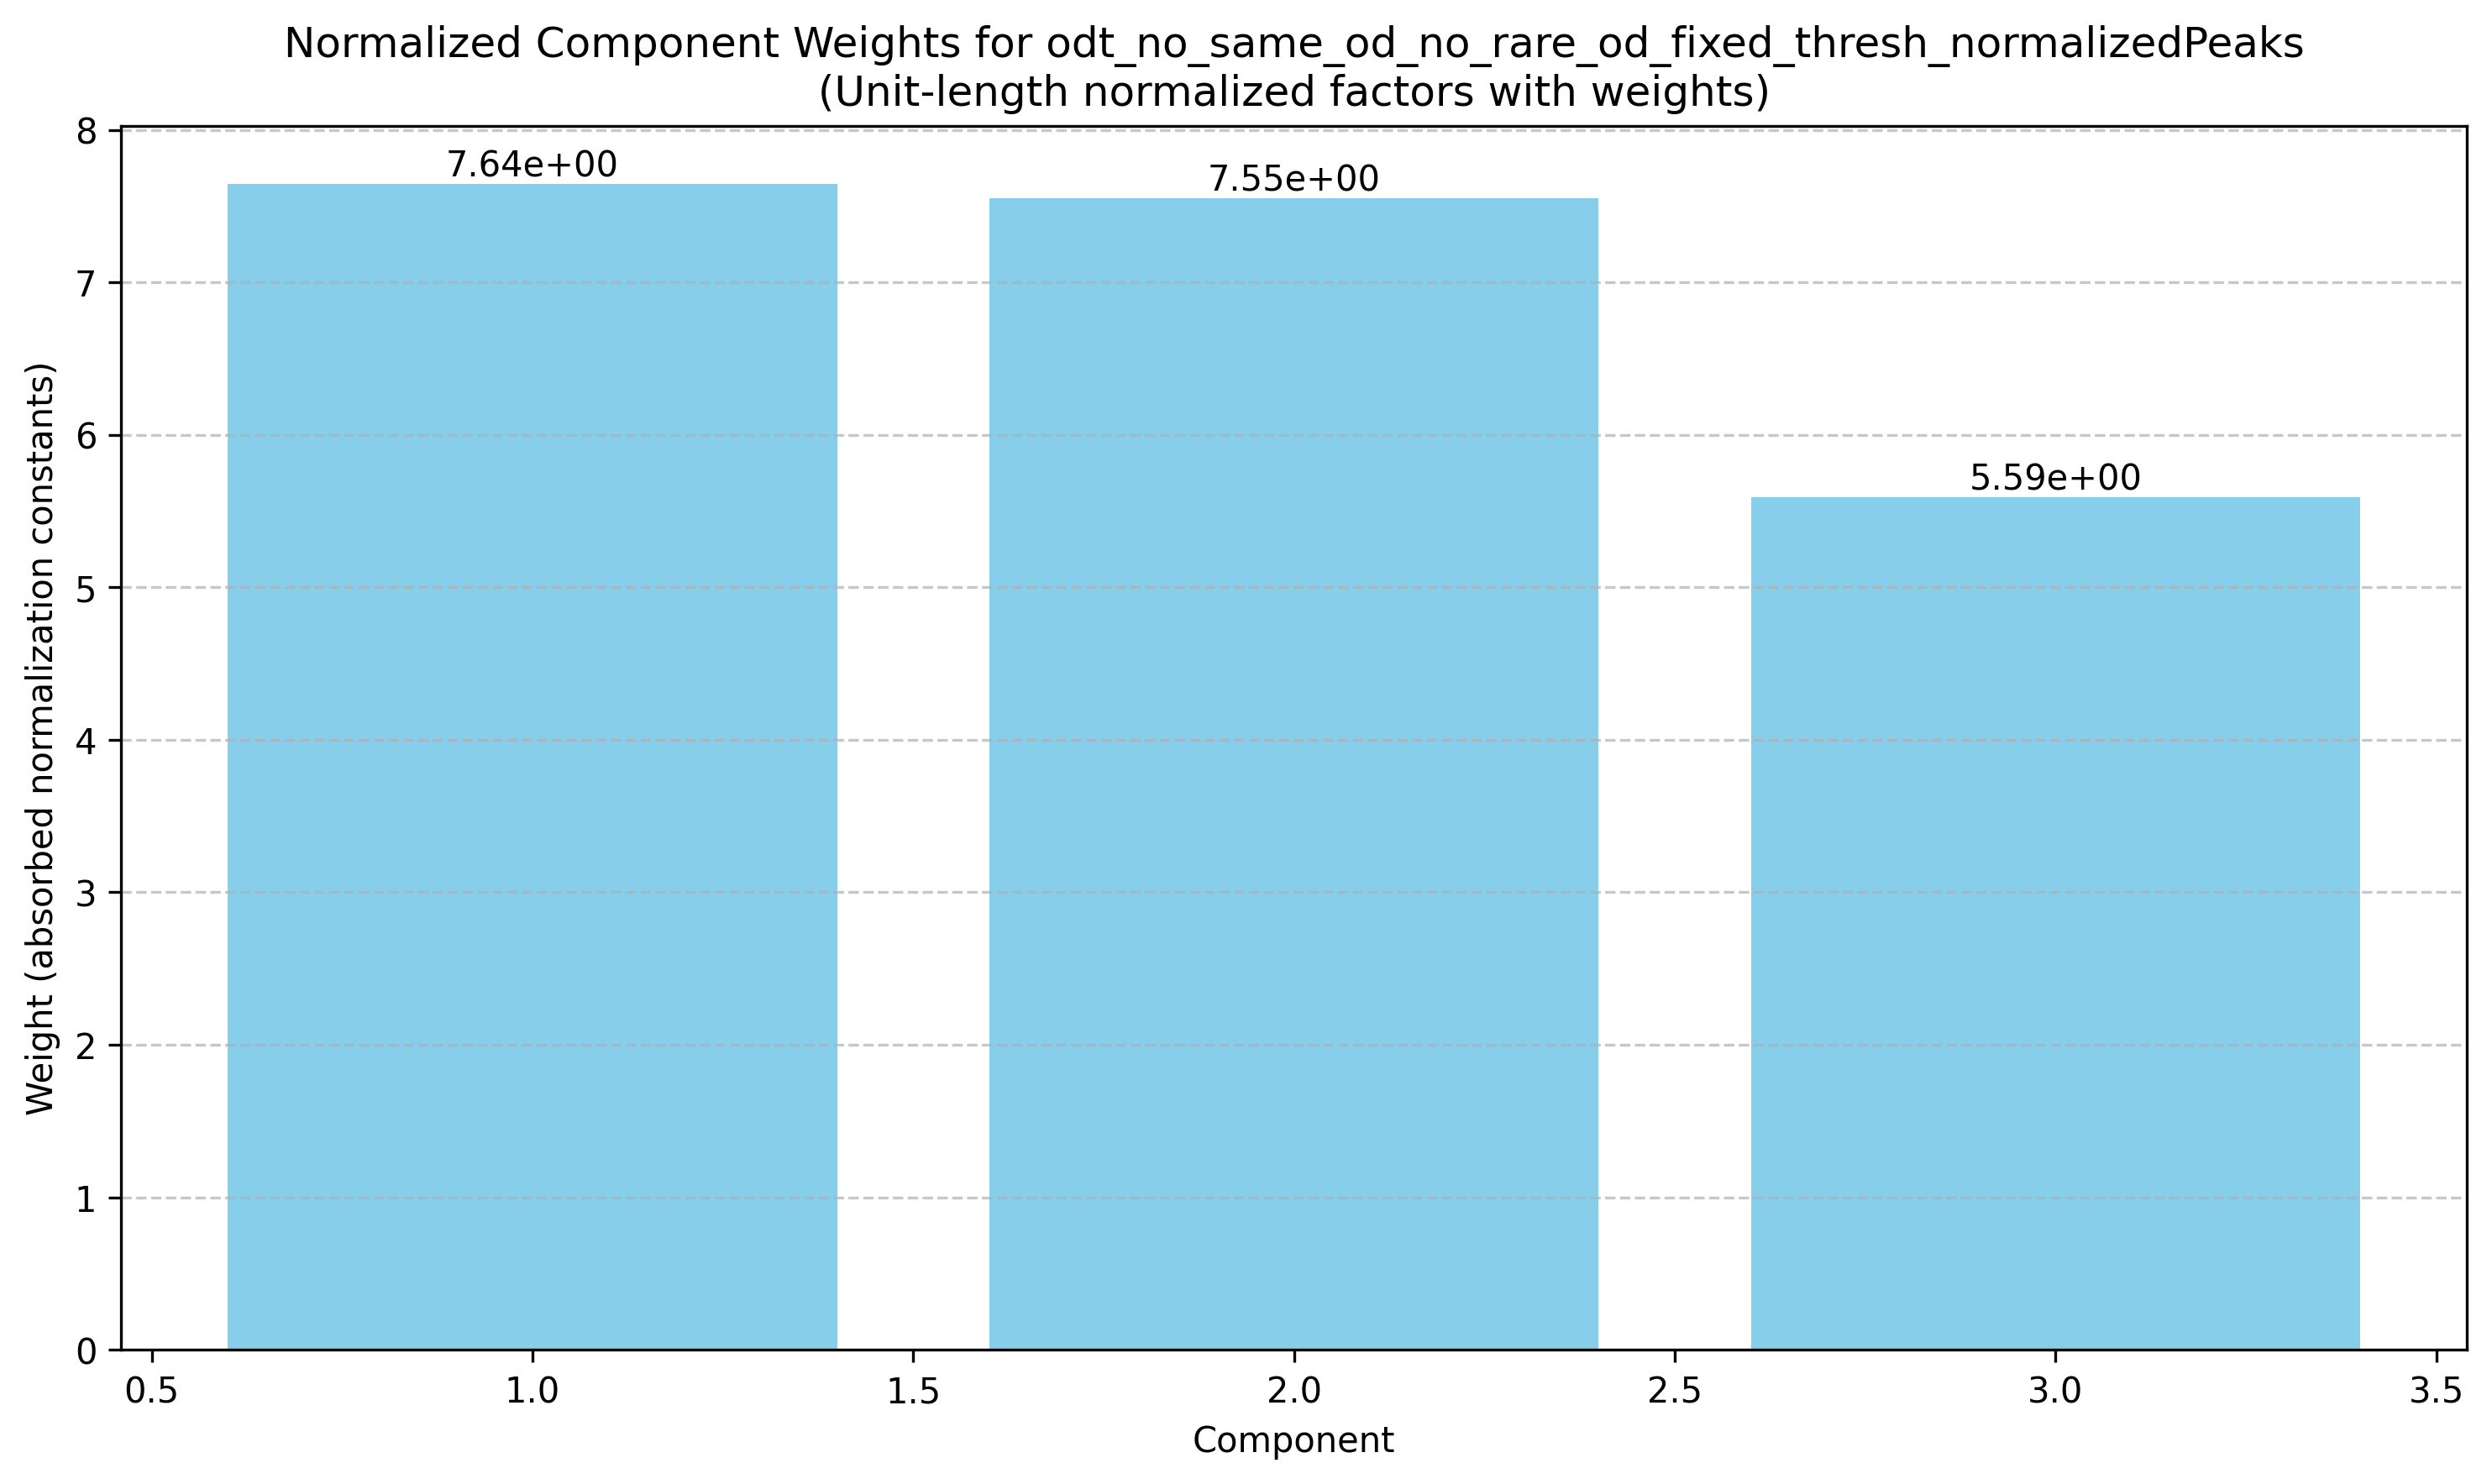 Normalized Component Weights for odt_no_same_od_no_rare_od_fixed_thresh_normalizedPeaks
(Unit-length normalized factors with weights)
8
7
6
5
4
3
2
1
0
Weight (absorbed normalization constants)
7.64e+00
7.55e+00
5.59e+00
0.5
1.0
1.5
2.0
2.5
3.0
3.5
Component